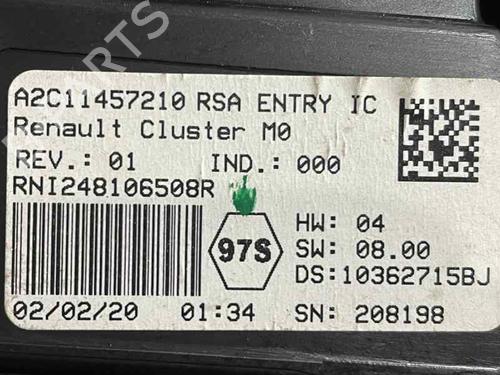 A2C11457210 RSA ENTRY IC
Renault Cluster M0
REV.: 01 IND.: 000
RNI248106508R
97S
HW: 04
SW: 08.00
DS:10362715BJ
02/02/20 01:34 SN: 208198